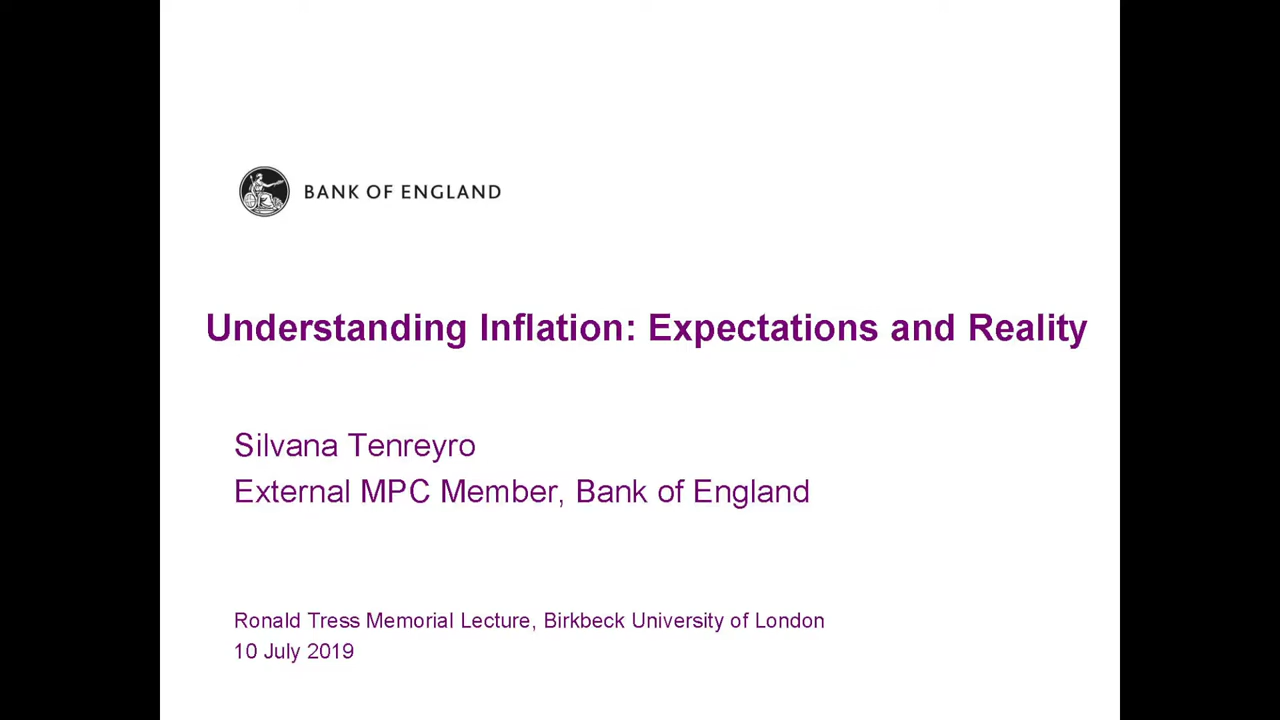 BANK OF ENGLAND
Understanding Inflation: Expectations and Reality
Silvana Tenreyro
External MPC Member, Bank of England
Ronald Tress Memorial Lecture, Birkbeck University of London
10 July 2019